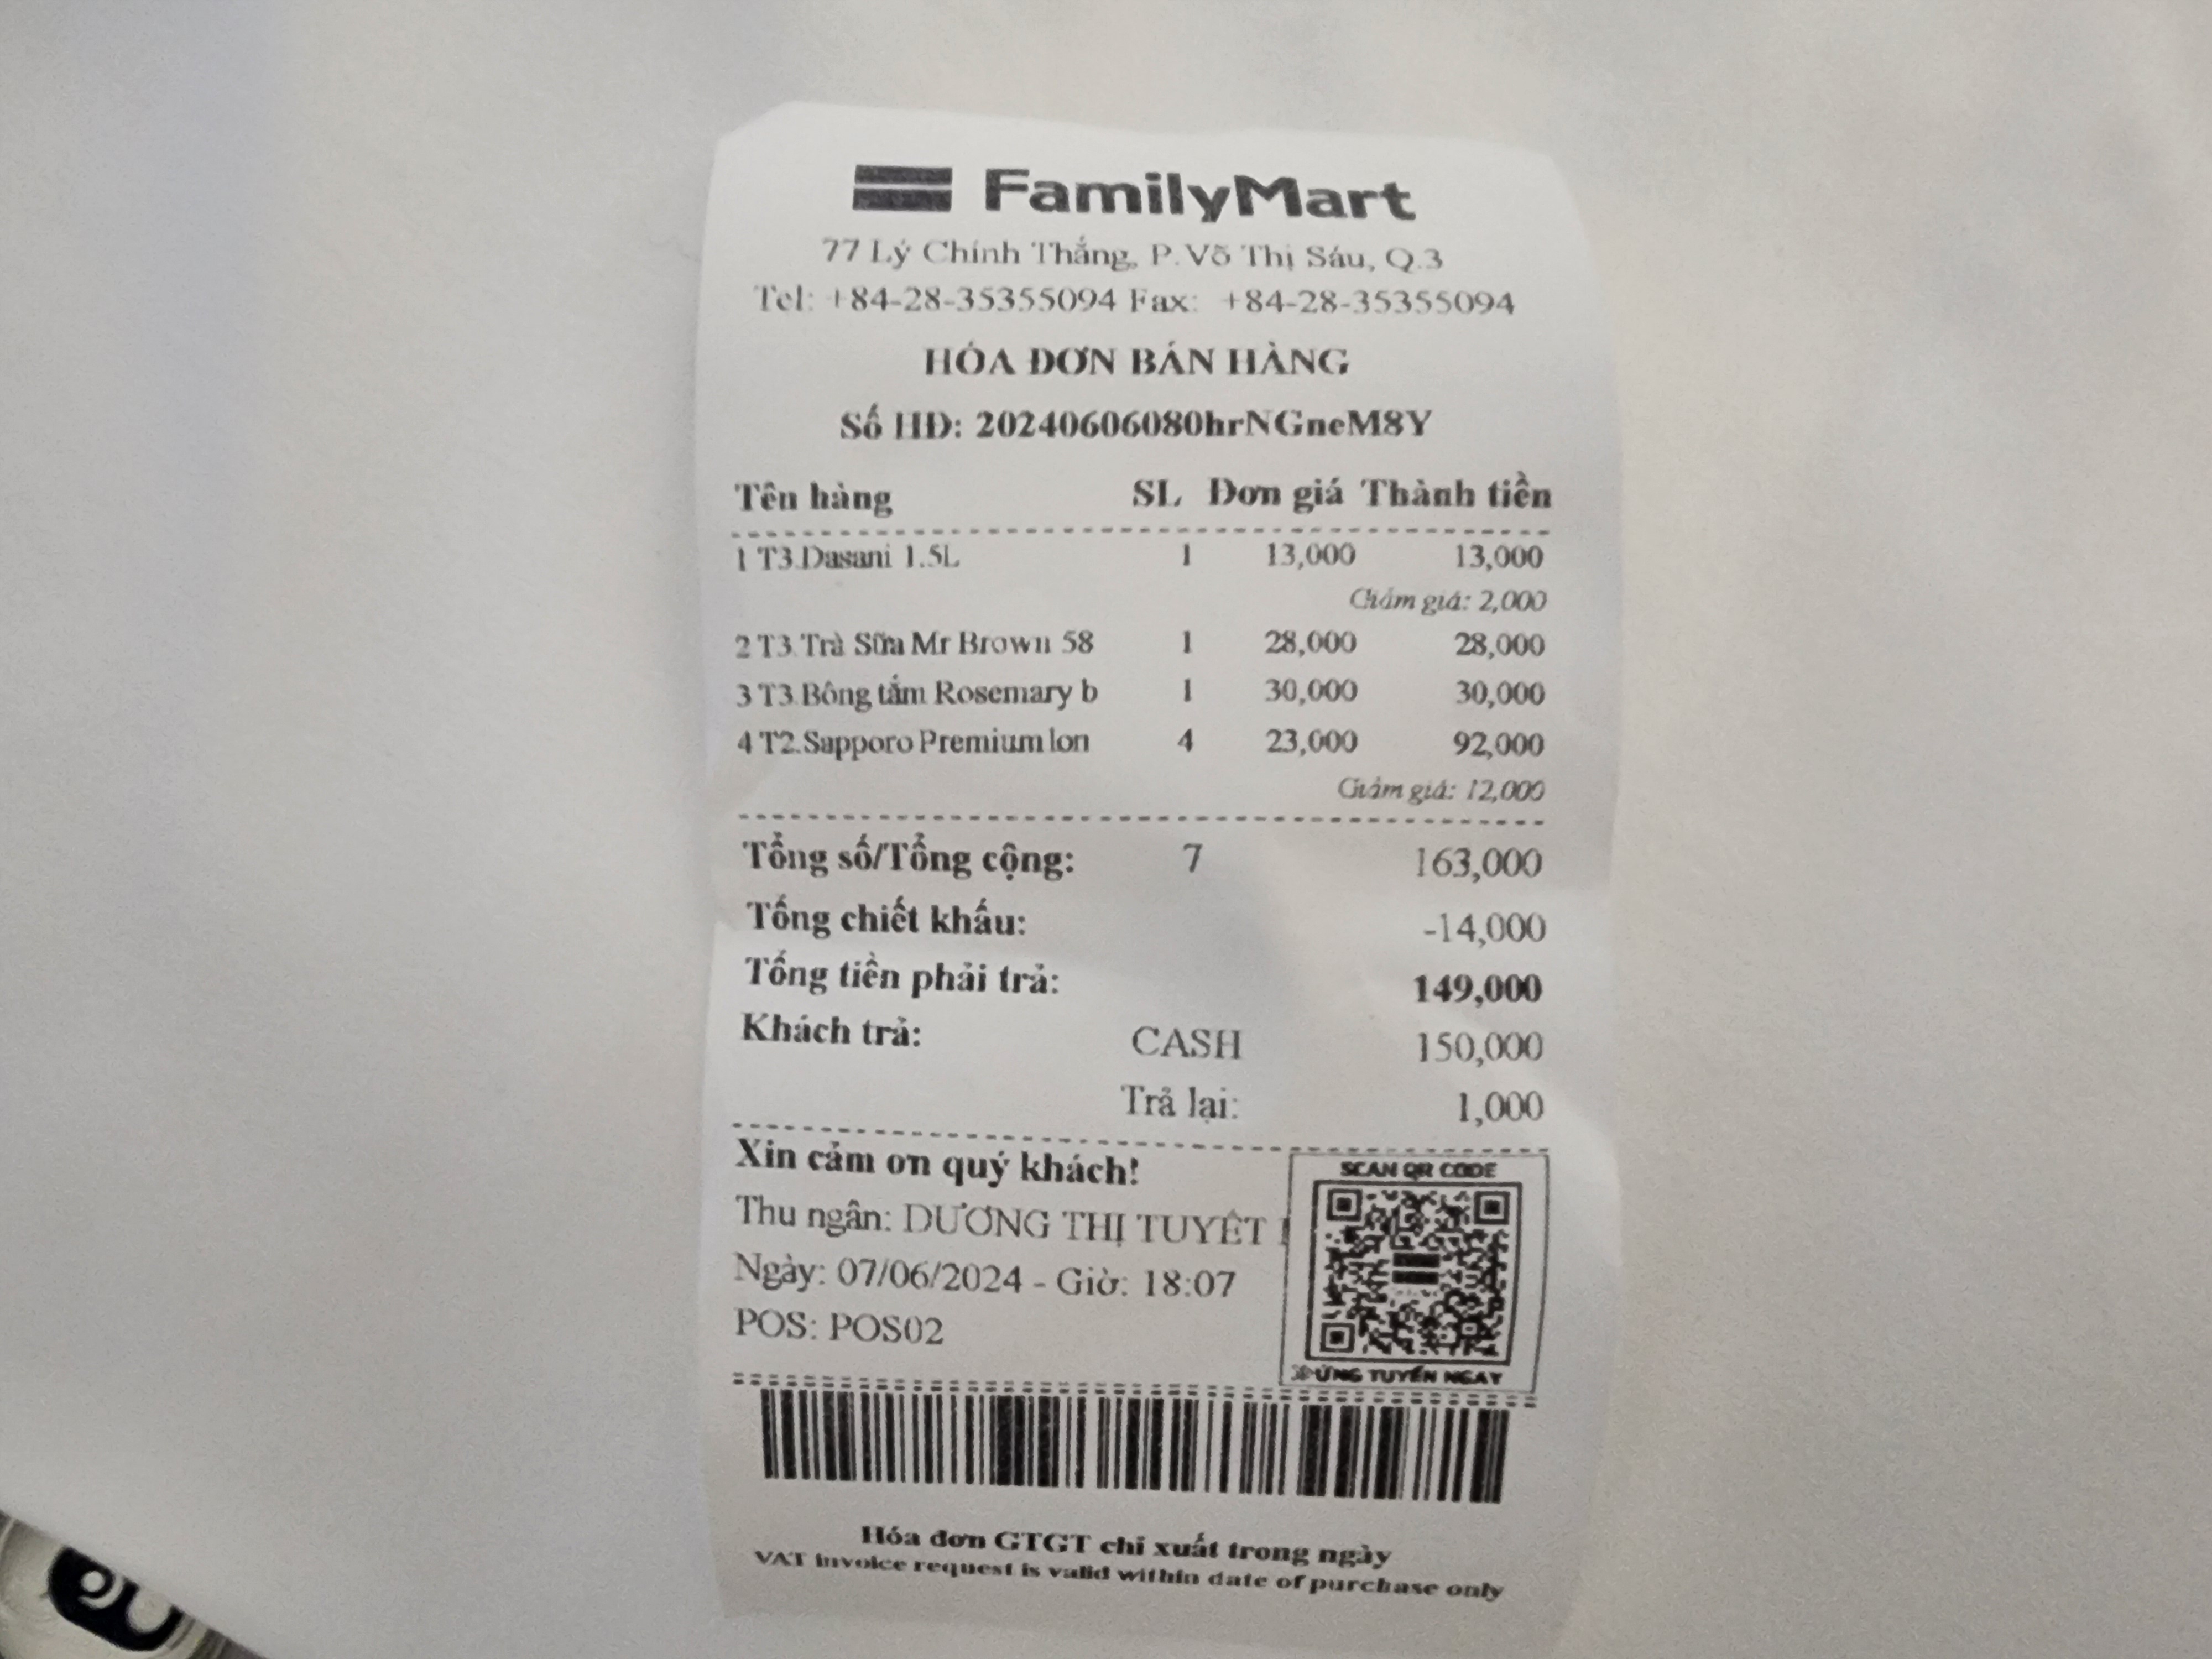 FamilyMart
77 Lý Chính Thắng, P.Võ Thị Sáu, Q.3
Tel: +84-28-35355094 Fax: +84-28-35355094
HÓA ĐƠN BÁN HÀNG
Số HĐ: 20240606080hrNGneM8Y
Tên hàng SL Đơn giá Thành tiền
1 T3.Dasani 1.5L 1 13,000 13,000
Giảm giá: 2,000
2 T3.Trà Sữa Mr Brown 58 1 28,000 28,000
3 T3.Bông tắm Rosemary b 1 30,000 30,000
4 T2.Sapporo Premium lon 4 23,000 92,000
Giảm giá: 12,000
Tổng số/Tổng cộng: 7 163,000
Tổng chiết khấu: -14,000
Tổng tiền phải trả: 149,000
Khách trả: CASH 150,000
Trả lại: 1,000
Xin cảm ơn quý khách!
Thu ngân: DƯƠNG THỊ TUYẾT
Ngày: 07/06/2024 - Giờ: 18:07
POS: POS02
SCAN QR CODE
ỨNG TUYỂN NGAY
Hóa đơn GTGT chỉ xuất trong ngày
VAT invoice request is valid within date of purchase only